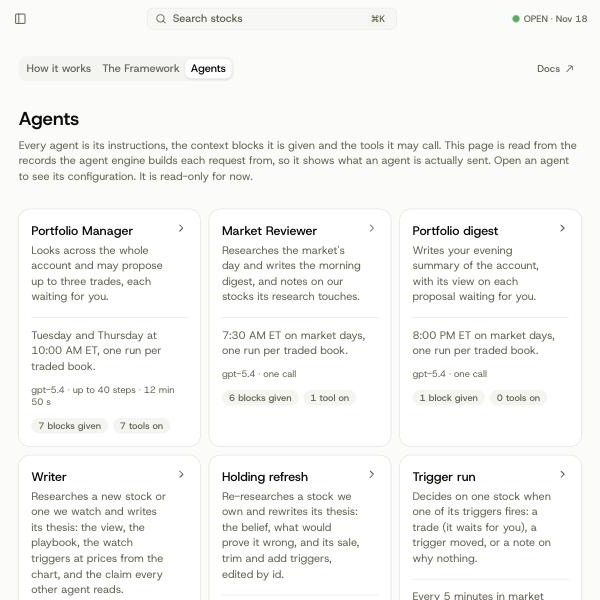 Search stocks ⌘K
OPEN · Nov 18
How it works The Framework Agents
Docs ↗
Agents
Every agent is its instructions, the context blocks it is given and the tools it may call. This page is read from the
records the agent engine builds each request from, so it shows what an agent is actually sent. Open an agent
to see its configuration. It is read-only for now.
Portfolio Manager
Looks across the whole
account and may propose
up to three trades, each
waiting for you.
Tuesday and Thursday at
10:00 AM ET, one run per
traded book.
gpt-5.4 · up to 40 steps · 12 min
50 s
7 blocks given 7 tools on
Market Reviewer
Researches the market's
day and writes the morning
digest, and notes on our
stocks its research touches.
7:30 AM ET on market days,
one run per traded book.
gpt-5.4 · one call
6 blocks given 1 tool on
Portfolio digest
Writes your evening
summary of the account,
with its view on each
proposal waiting for you.
8:00 PM ET on market days,
one run per traded book.
gpt-5.4 · one call
1 block given 0 tools on
Writer
Researches a new stock or
one we watch and writes
its thesis: the view, the
playbook, the watch
triggers at prices from the
chart, and the claim every
other agent reads.
Holding refresh
Re-researches a stock we
own and rewrites its thesis:
the belief, what would
prove it wrong, and its sale,
trim and add triggers,
edited by id.
Trigger run
Decides on one stock when
one of its triggers fires: a
trade (it waits for you), a
trigger moved, or a note on
why nothing.
Every 5 minutes in market